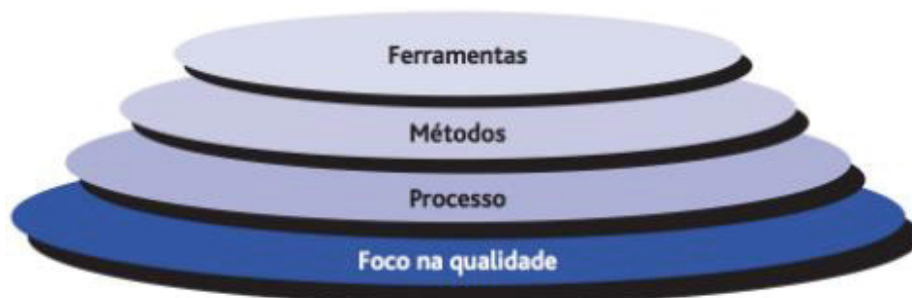 Ferramentas
Métodos
Processo
Foco na qualidade